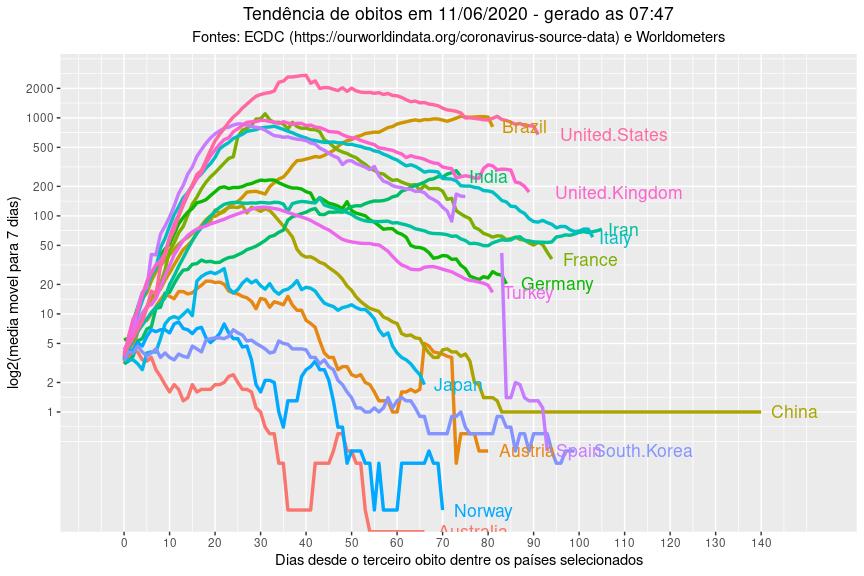 Tendência de obitos em 11/06/2020 - gerado as 07:47
Fontes: ECDC (https://ourworldindata.org/coronavirus-source-data) e Worldometers
log2(media movel para 7 dias)
2000
1000
500
200
100
50
20
10
5
2
1
Brazil
United.States
India
United.Kingdom
Iran
Italy
France
Germany
Turkey
Japan
China
Austria
Spain
South.Korea
Norway
Australia
0 10 20 30 40 50 60 70 80 90 100 110 120 130 140
Dias desde o terceiro obito dentre os países selecionados